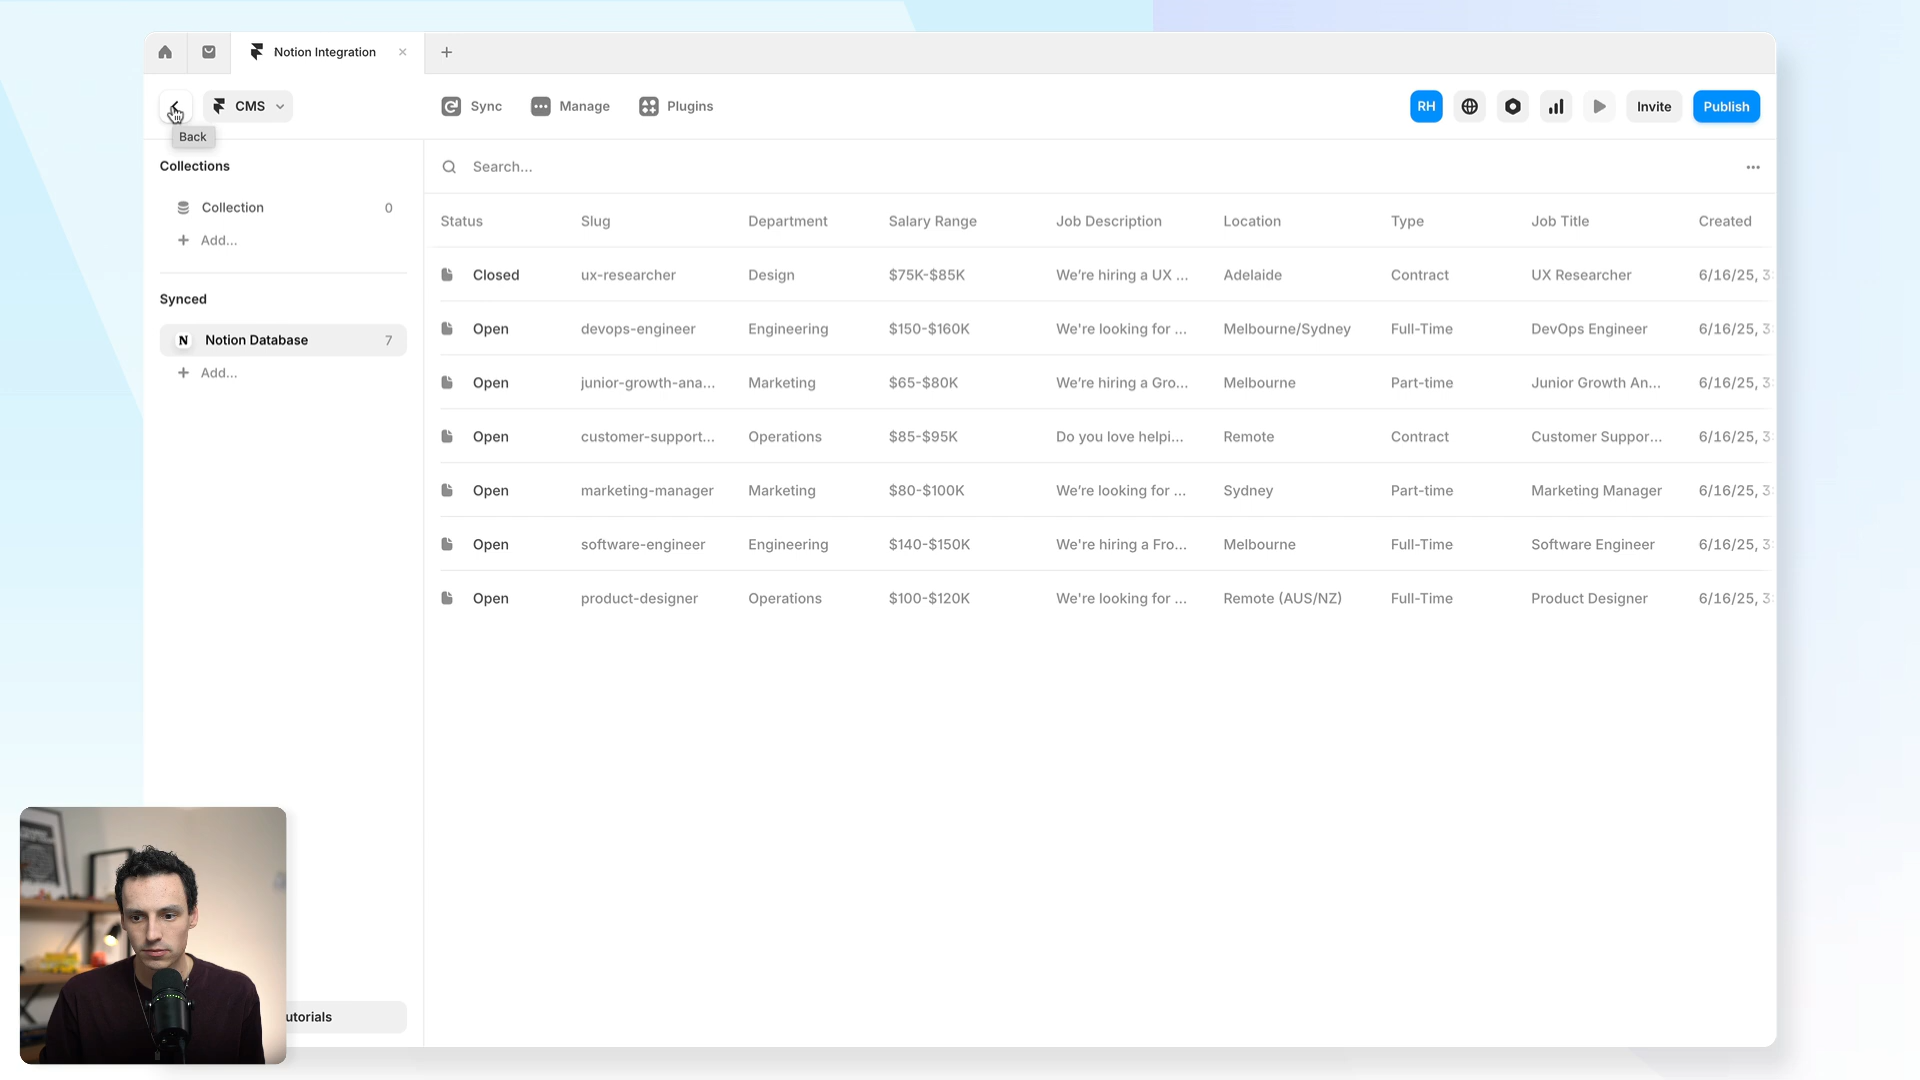 Notion Integration
CMS
Sync
Manage
Plugins
RH
Invite
Publish
Back
Collections
Collection 0
Add...
Synced
N Notion Database 7
Add...
utorials
Search...
Status Slug Department Salary Range Job Description Location Type Job Title Created
Closed ux-researcher Design $75K-$85K We’re hiring a UX ... Adelaide Contract UX Researcher 6/16/25, 3:
Open devops-engineer Engineering $150-$160K We're looking for ... Melbourne/Sydney Full-Time DevOps Engineer 6/16/25, 3:
Open junior-growth-ana... Marketing $65-$80K We’re hiring a Gro... Melbourne Part-time Junior Growth An... 6/16/25, 3:
Open customer-support... Operations $85-$95K Do you love helpi... Remote Contract Customer Suppor... 6/16/25, 3:
Open marketing-manager Marketing $80-$100K We’re looking for ... Sydney Part-time Marketing Manager 6/16/25, 3:
Open software-engineer Engineering $140-$150K We're hiring a Fro... Melbourne Full-Time Software Engineer 6/16/25, 3:
Open product-designer Operations $100-$120K We're looking for ... Remote (AUS/NZ) Full-Time Product Designer 6/16/25, 3: